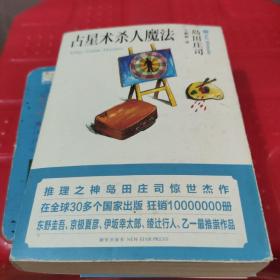 占星术杀人魔法
岛田庄司
推理之神岛田庄司惊世杰作
在全球30多个国家出版 狂销10000000册
东野圭吾、京极夏彦、伊坂幸太郎、绫辻行人、乙一最推崇作品
新星出版社 NEW STAR PRESS